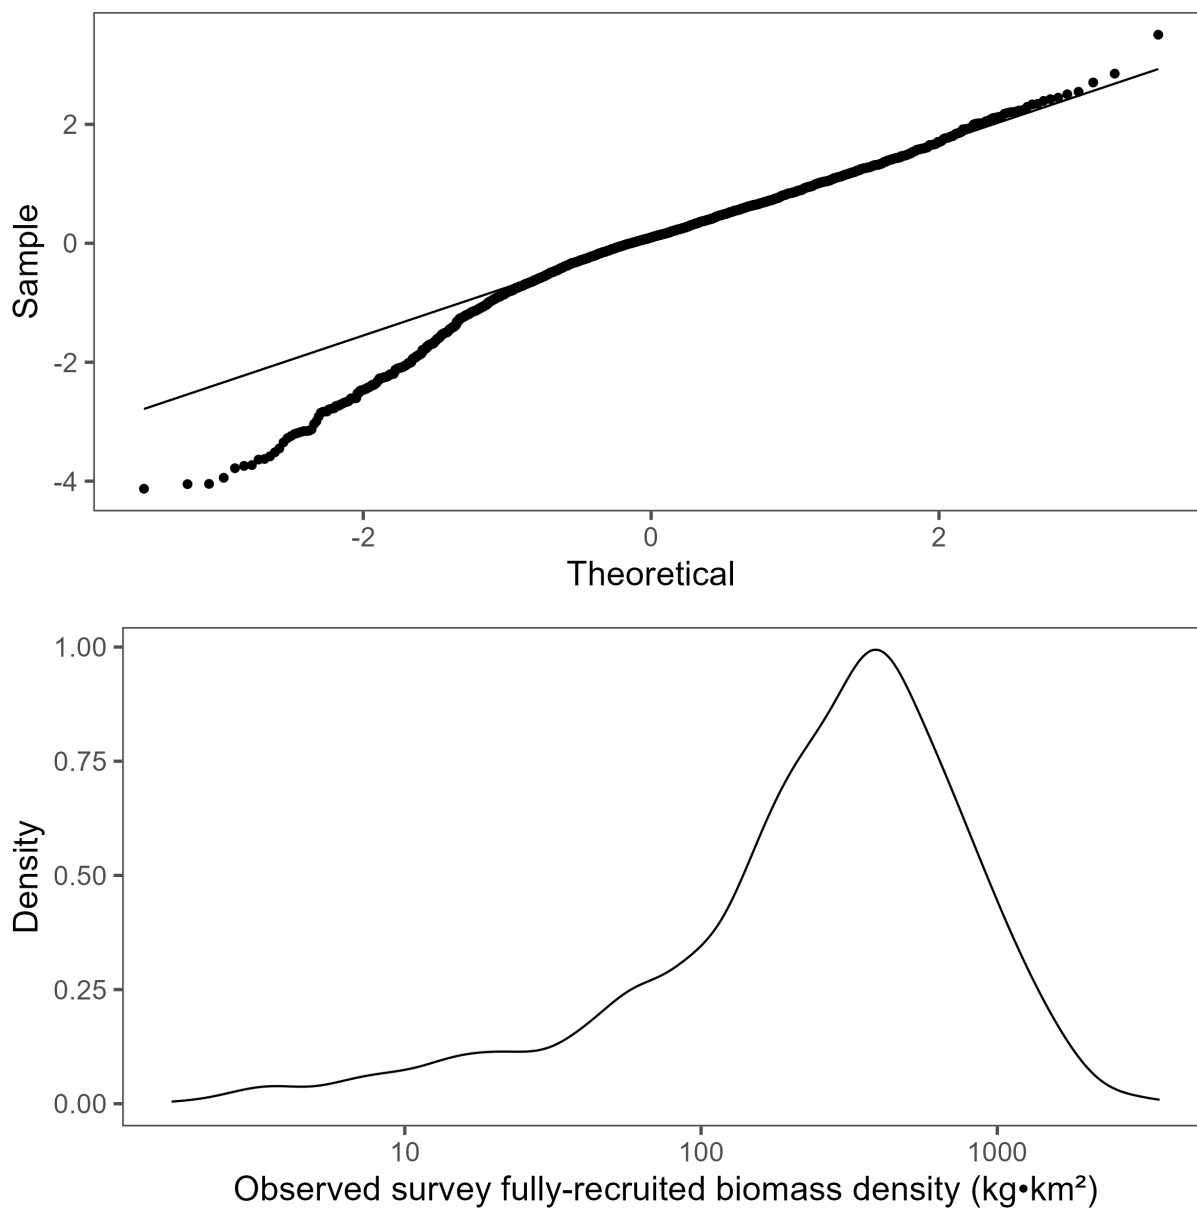 2
0
-2
-4
Sample
-2 0 2
Theoretical
1.00
0.75
0.50
0.25
0.00
Density
10 100 1000
Observed survey fully-recruited biomass density (kg•km²)